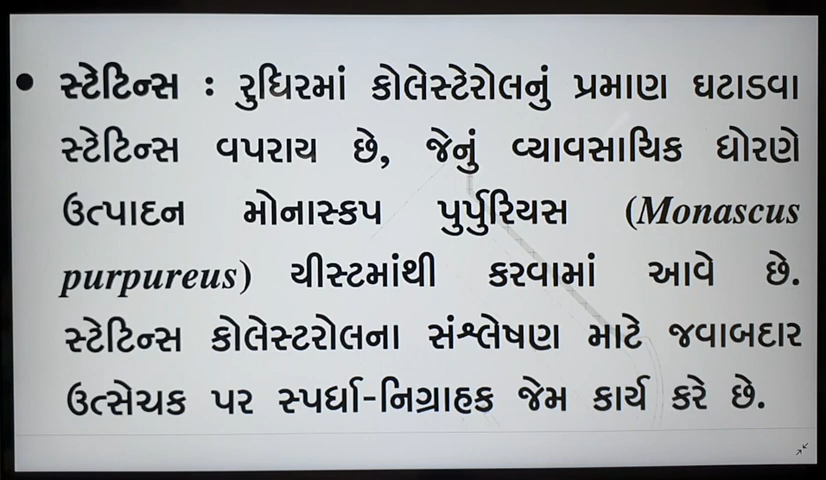 • સ્ટેટિન્સ : રુધિરમાં કોલેસ્ટેરોલનું પ્રમાણ ઘટાડવા
સ્ટેટિન્સ વપરાય છે, જેનું વ્યાવસાયિક ધોરણે
ઉત્પાદન મોનાસ્કપ પુર્પુરિયસ (Monascus
purpureus) યીસ્ટમાંથી કરવામાં આવે છે.
સ્ટેટિન્સ કોલેસ્ટરોલના સંશ્લેષણ માટે જવાબદાર
ઉત્સેચક પર સ્પર્ધા-નિગ્રાહક જેમ કાર્ય કરે છે.